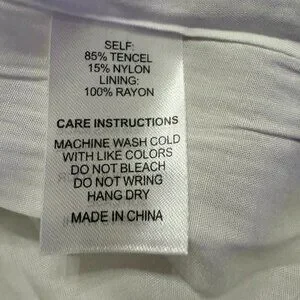 SELF:
85% TENCEL
15% NYLON
LINING:
100% RAYON
CARE INSTRUCTIONS
MACHINE WASH COLD
WITH LIKE COLORS
DO NOT BLEACH
DO NOT WRING
HANG DRY
MADE IN CHINA